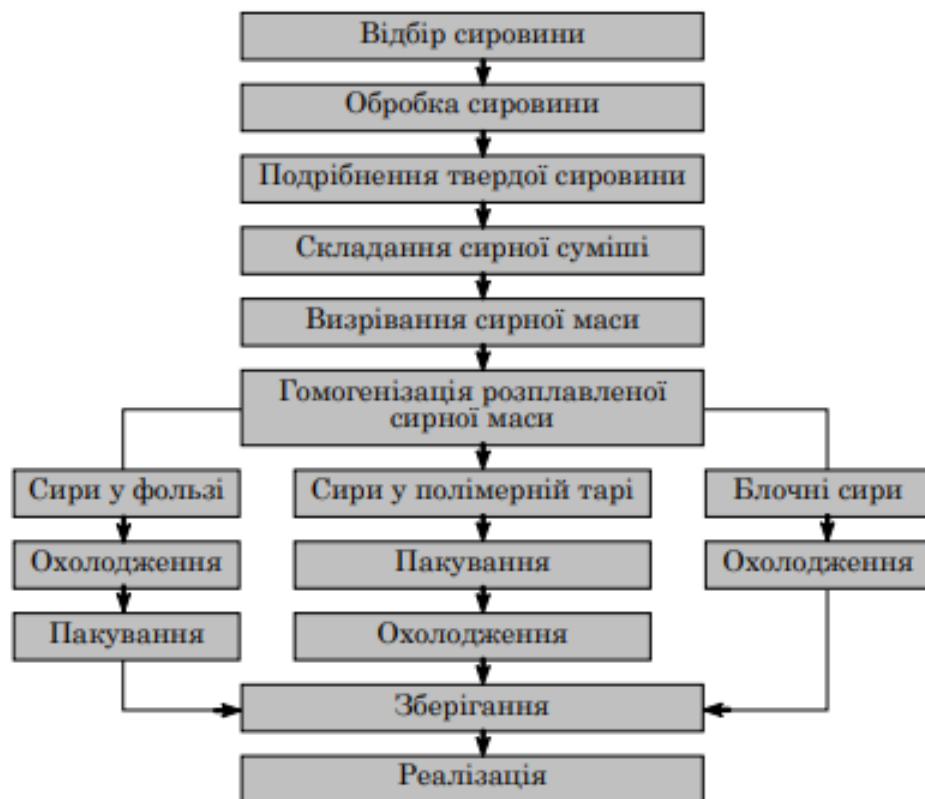 Відбір сировини
Обробка сировини
Подрібнення твердої сировини
Складання сирної суміші
Визрівання сирної маси
Гомогенізація розплавленої
сирної маси
Сири у фользі
Сири у полімерній тарі
Блочні сири
Охолодження
Пакування
Охолодження
Пакування
Охолодження
Зберігання
Реалізація